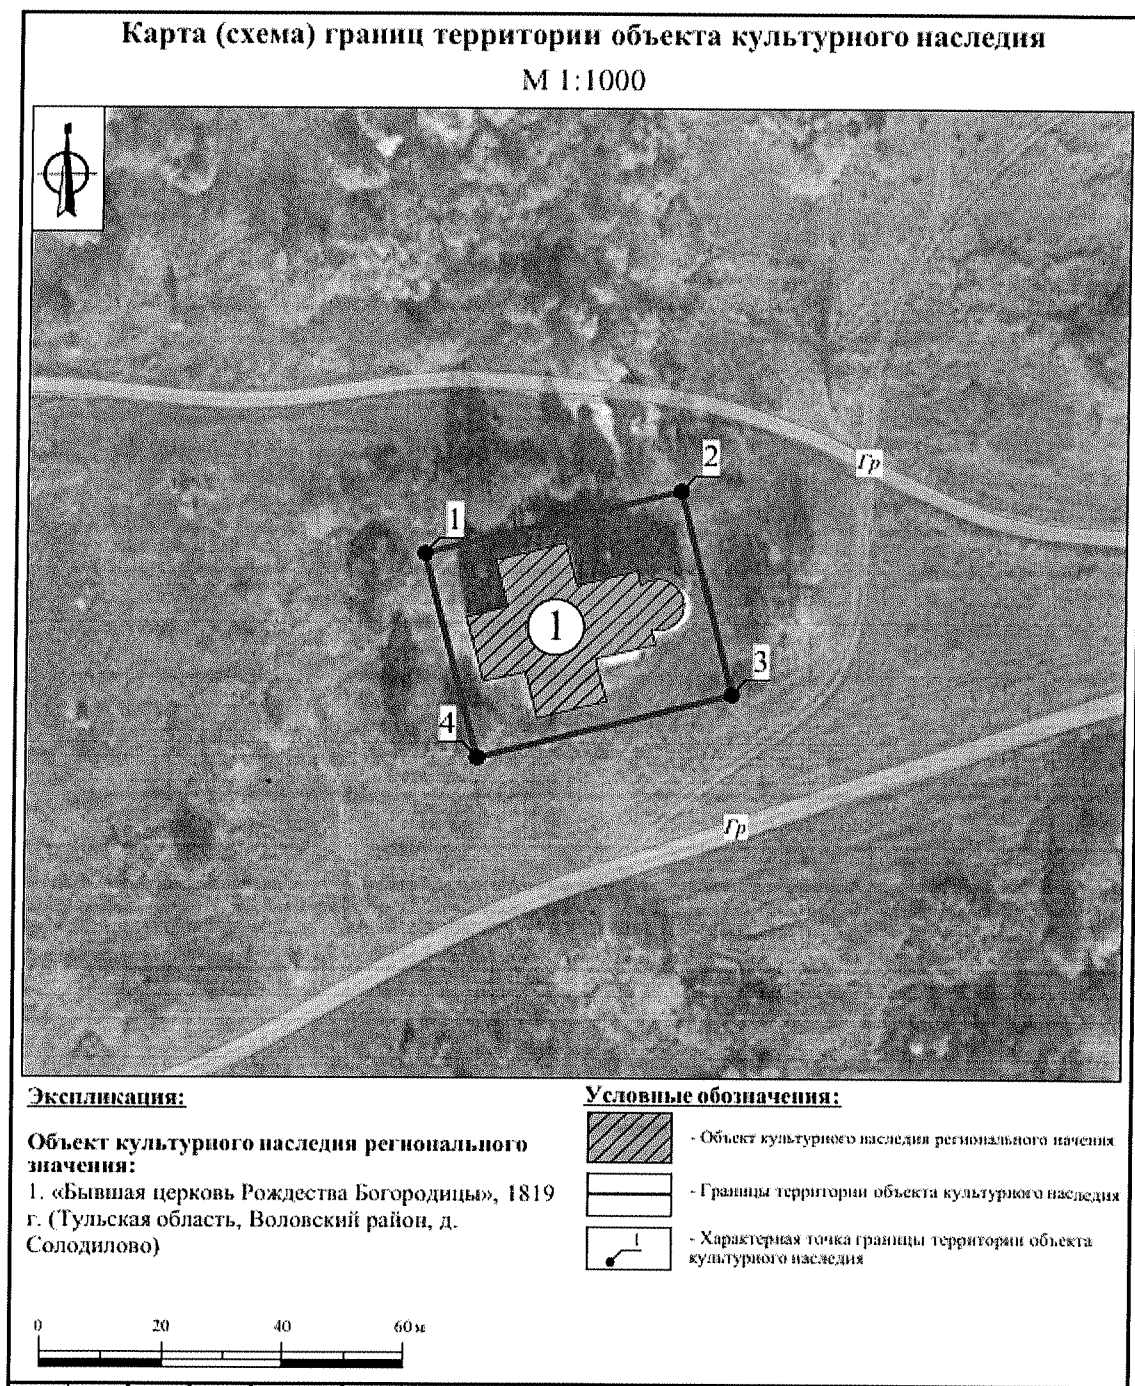 Карта (схема) границ территории объекта культурного наследия
М 1:1000
2
Гр
1
1
3
4
Гр
Экспликация:
Объект культурного наследия регионального
значения:
1. «Бывшая церковь Рождества Богородицы», 1819
г. (Тульская область, Воловский район, д.
Солодилово)
Условные обозначения:
- Объект культурного наследия регионального начения
- Границы территории объекта культурного наследия
1
- Характерная точка границы территории объекта
культурного наследия
0 20 40 60 м